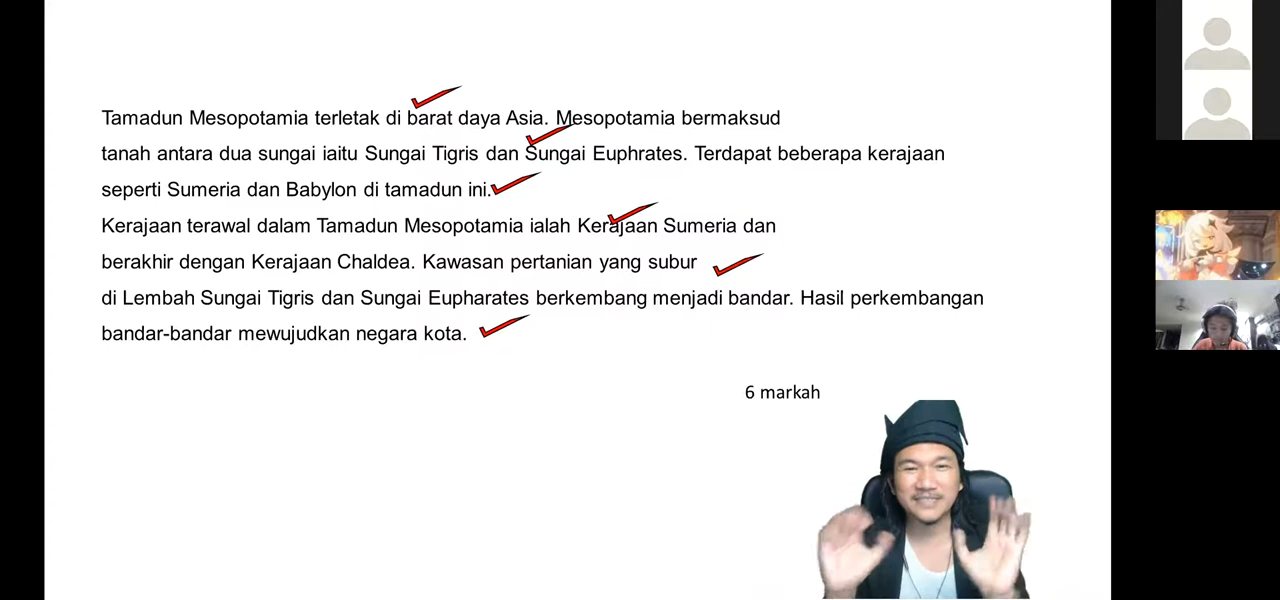 Tamadun Mesopotamia terletak di barat daya Asia. Mesopotamia bermaksud
tanah antara dua sungai iaitu Sungai Tigris dan Sungai Euphrates. Terdapat beberapa kerajaan
seperti Sumeria dan Babylon di tamadun ini.
Kerajaan terawal dalam Tamadun Mesopotamia ialah Kerajaan Sumeria dan
berakhir dengan Kerajaan Chaldea. Kawasan pertanian yang subur
di Lembah Sungai Tigris dan Sungai Eupharates berkembang menjadi bandar. Hasil perkembangan
bandar-bandar mewujudkan negara kota.
6 markah